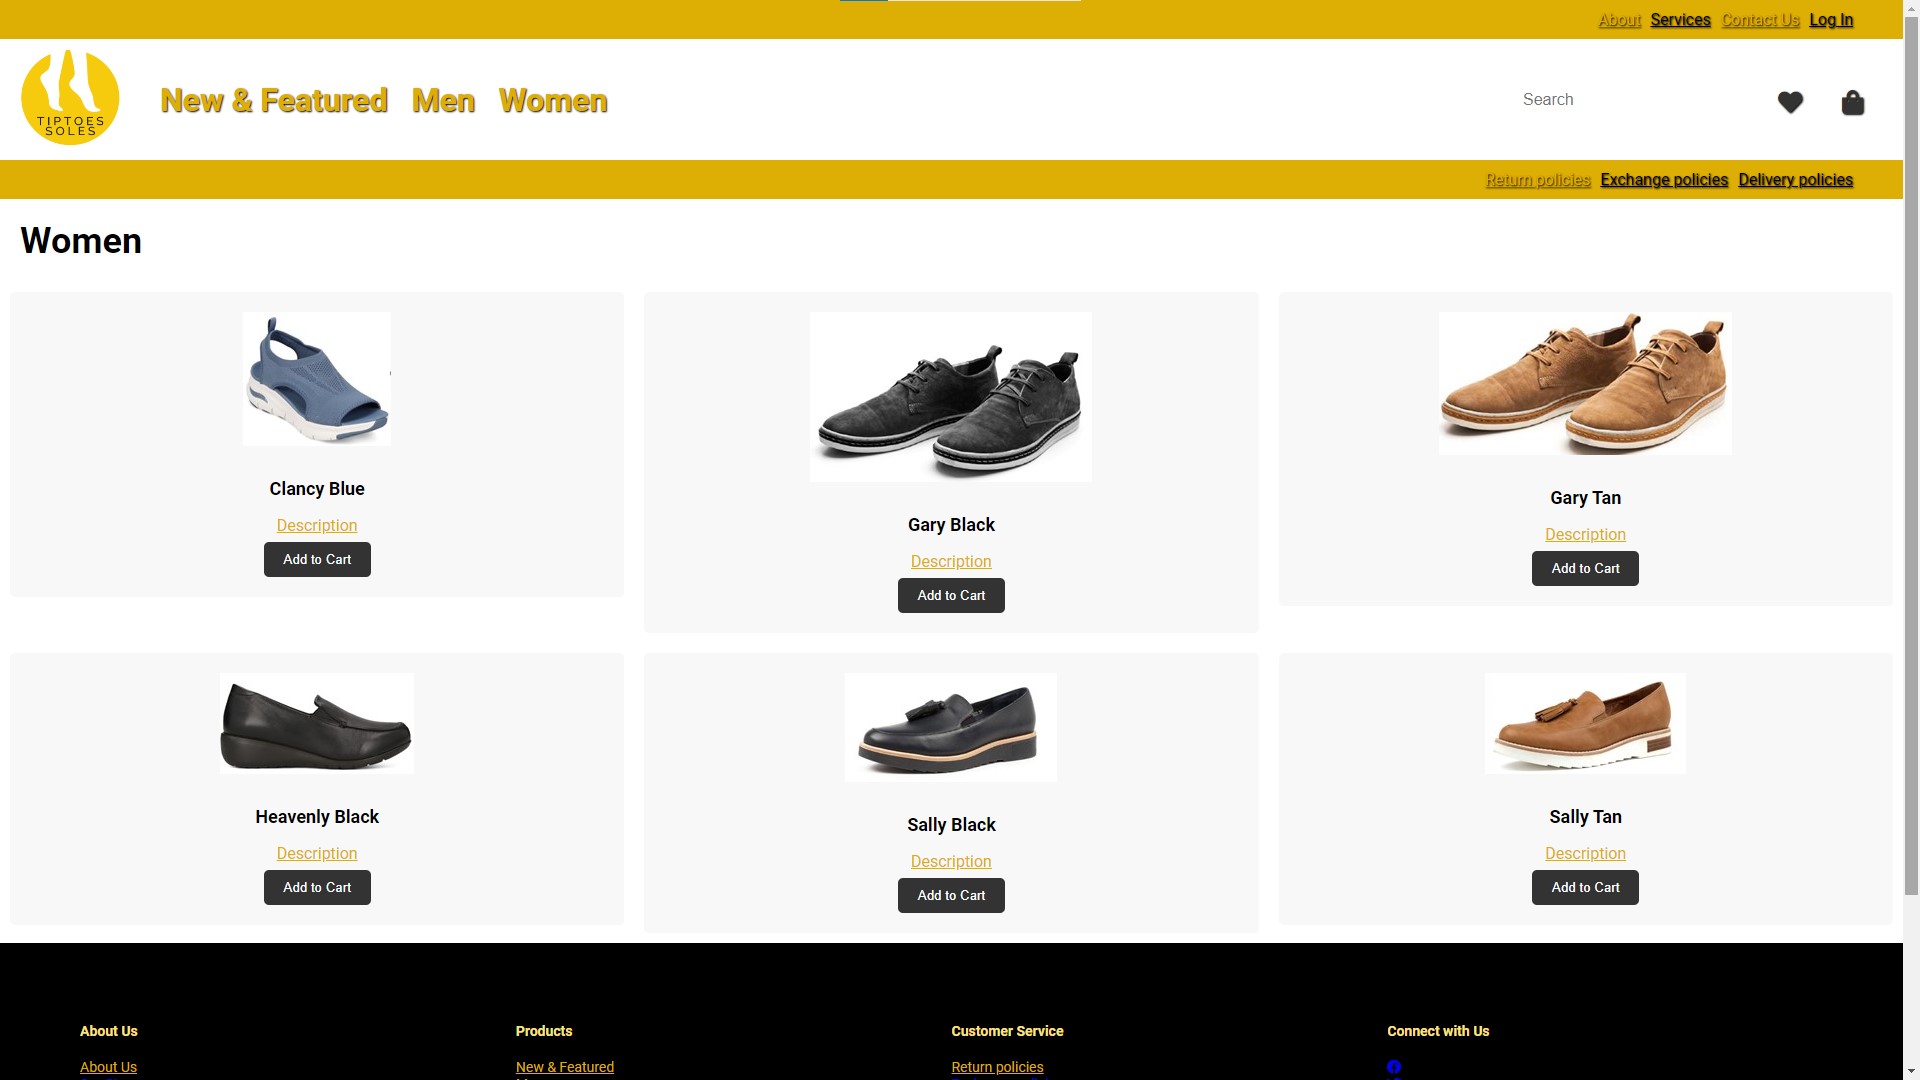 About Services Contact Us Log In
TIPTOES
SOLES
New & Featured Men Women
Search
Return policies Exchange policies Delivery policies
Women
Clancy Blue
Description
Add to Cart
Gary Black
Description
Add to Cart
Gary Tan
Description
Add to Cart
Heavenly Black
Description
Add to Cart
Sally Black
Description
Add to Cart
Sally Tan
Description
Add to Cart
About Us
About Us
Products
New & Featured
Customer Service
Return policies
Connect with Us